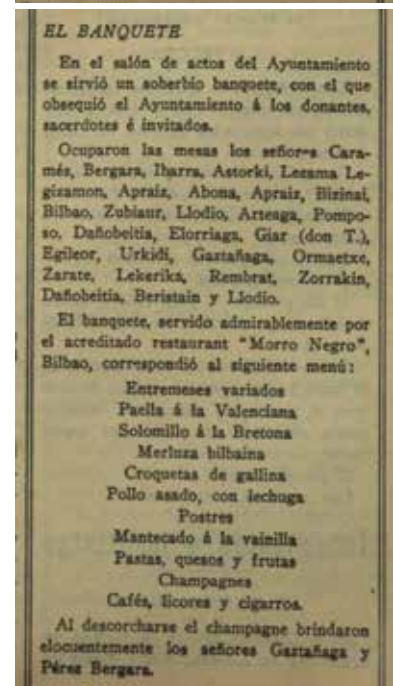 EL BANQUETE
En el salón de actos del Ayuntamiento
se sirvió un soberbio banquete, con el que
obsequió el Ayuntamiento á los donantes,
sacerdotes é invitados.
Ocuparon las mesas los señores Cara-
més, Bergara, Ibarra, Astorki, Lezama Le-
gizamon, Apraiz, Abona, Apraiz, Bizinai,
Bilbao, Zubiaur, Llodio, Arteaga, Pompo-
so, Dañobeitia, Elorriaga, Giar (don T.),
Egileor, Urkidi, Gaztañaga, Ormaetxe,
Zarate, Lekerika, Rembrat, Zorrakin,
Dañobeitia, Beristain y Llodio.
El banquete, servido admirablemente por
el acreditado restaurant "Morro Negro",
Bilbao, correspondió al siguiente menú:
Entremeses variados
Paella á la Valenciana
Solomillo á la Bretona
Merluza bilbaina
Croquetas de gallina
Pollo asado, con lechuga
Postres
Mantecado á la vainilla
Pastas, quesos y frutas
Champagnes
Cafés, licores y cigarros.
Al descorcharse el champagne brindaron
elocuentemente los señores Gaztañaga y
Pérez Bergara.